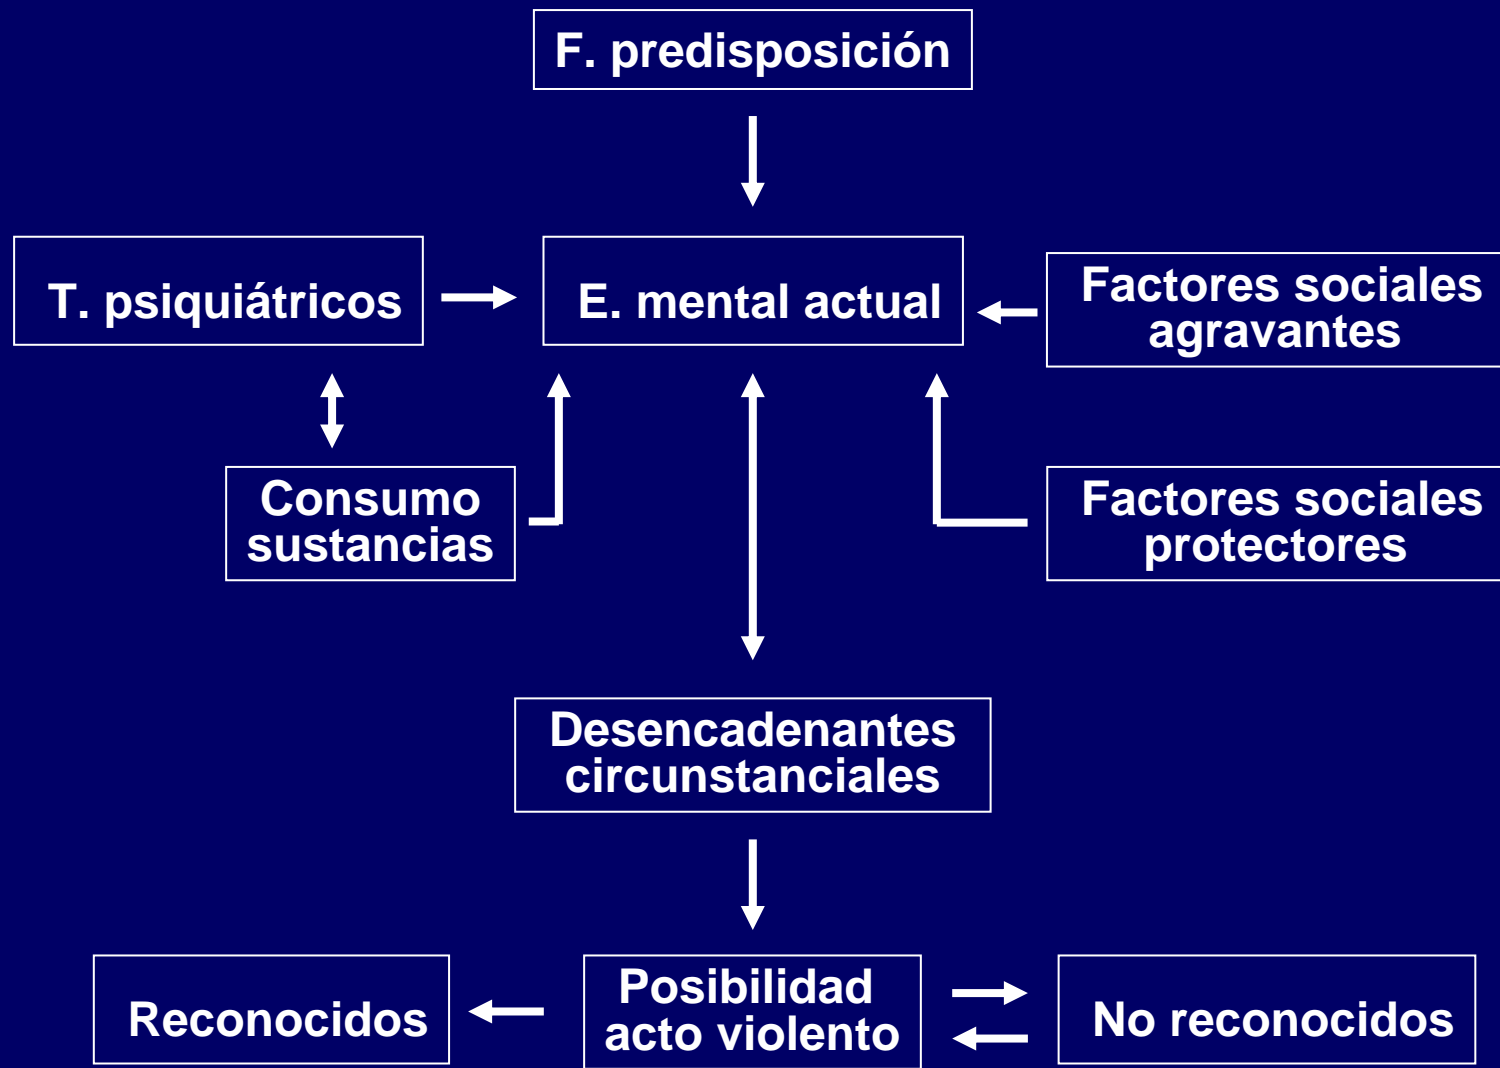 F. predisposición
T. psiquiátricos
E. mental actual
Factores sociales
agravantes
Consumo
sustancias
Factores sociales
protectores
Desencadenantes
circunstanciales
Reconocidos
Posibilidad
acto violento
No reconocidos